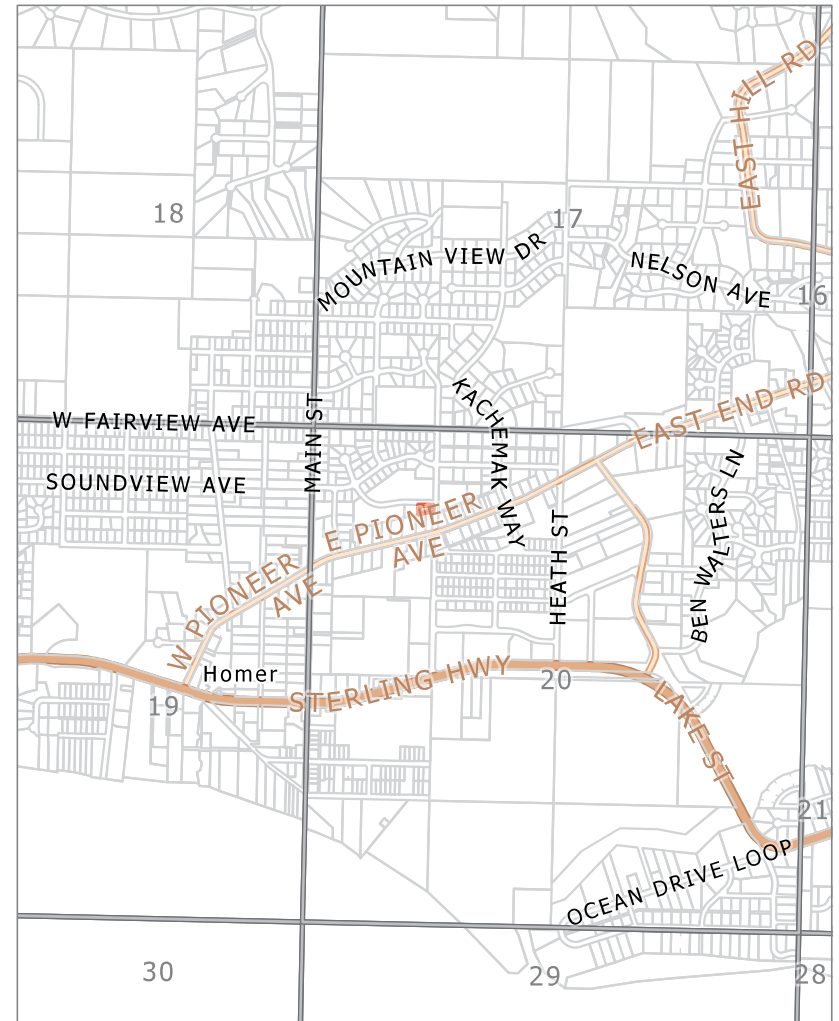 EAST HILL RD
18
17
MOUNTAIN VIEW DR
NELSON AVE
16
KACHEMAK WAY
EAST END RD
W FAIRVIEW AVE
MAIN ST
SOUNDVIEW AVE
BEN WALTERS LN
E PIONEER
AVE
HEATH ST
W PIONEER
AVE
Homer
STERLING HWY
20
19
LAKE ST
21
OCEAN DRIVE LOOP
30
29
28